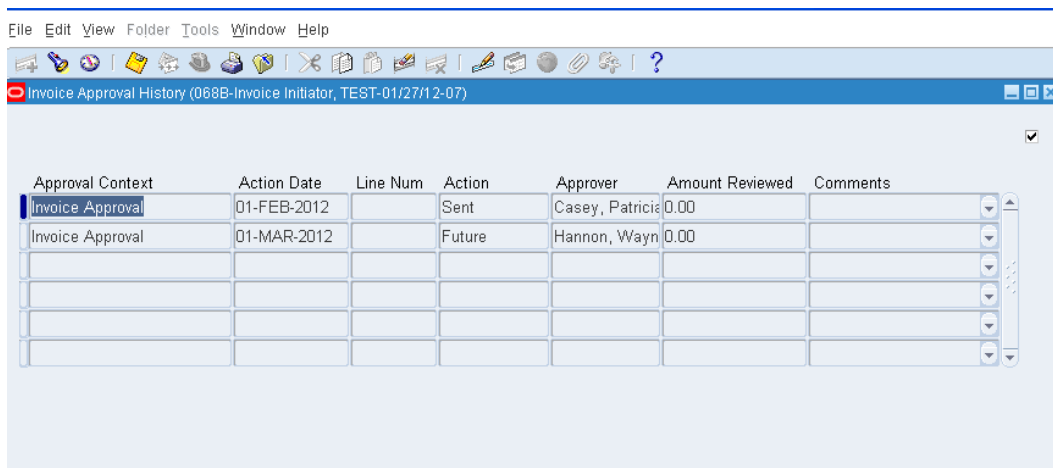 File Edit View Folder Tools Window Help
Invoice Approval History (068B-Invoice Initiator, TEST-01/27/12-07)
Approval Context Action Date Line Num Action Approver Amount Reviewed Comments
Invoice Approval 01-FEB-2012 Sent Casey, Patricia 0.00
Invoice Approval 01-MAR-2012 Future Hannon, Wayn 0.00